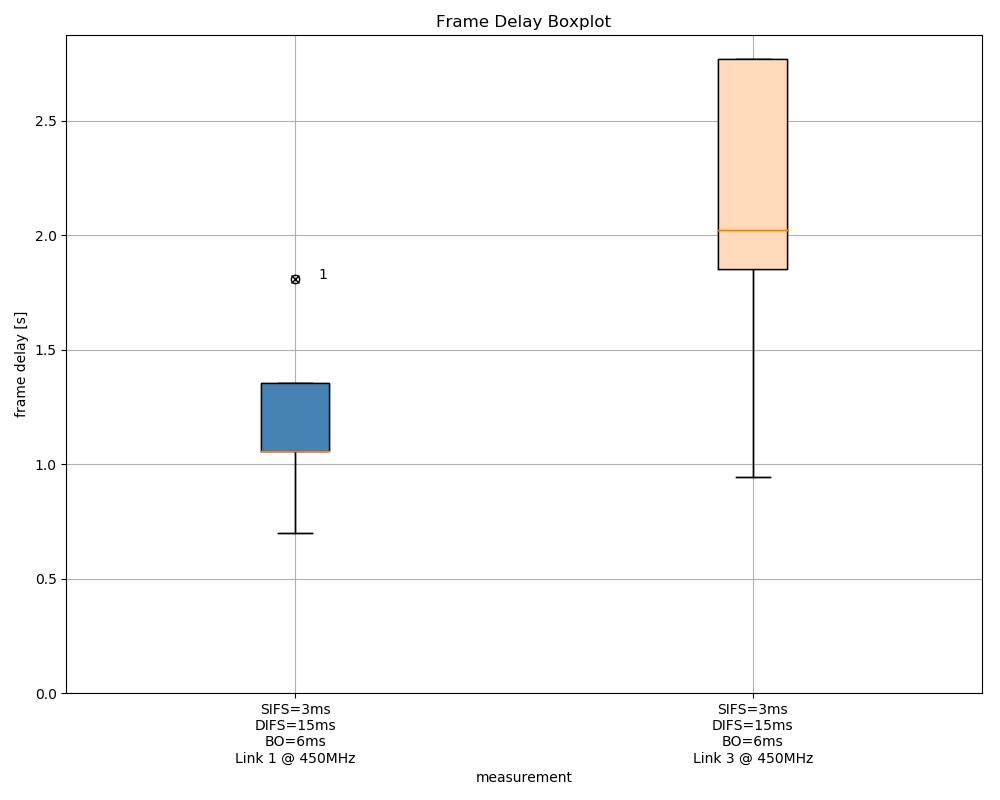 Frame Delay Boxplot
2.5
2.0
1
1.5
frame delay [s]
1.0
0.5
0.0
SIFS=3ms
DIFS=15ms
BO=6ms
Link 1 @ 450MHz
SIFS=3ms
DIFS=15ms
BO=6ms
Link 3 @ 450MHz
measurement